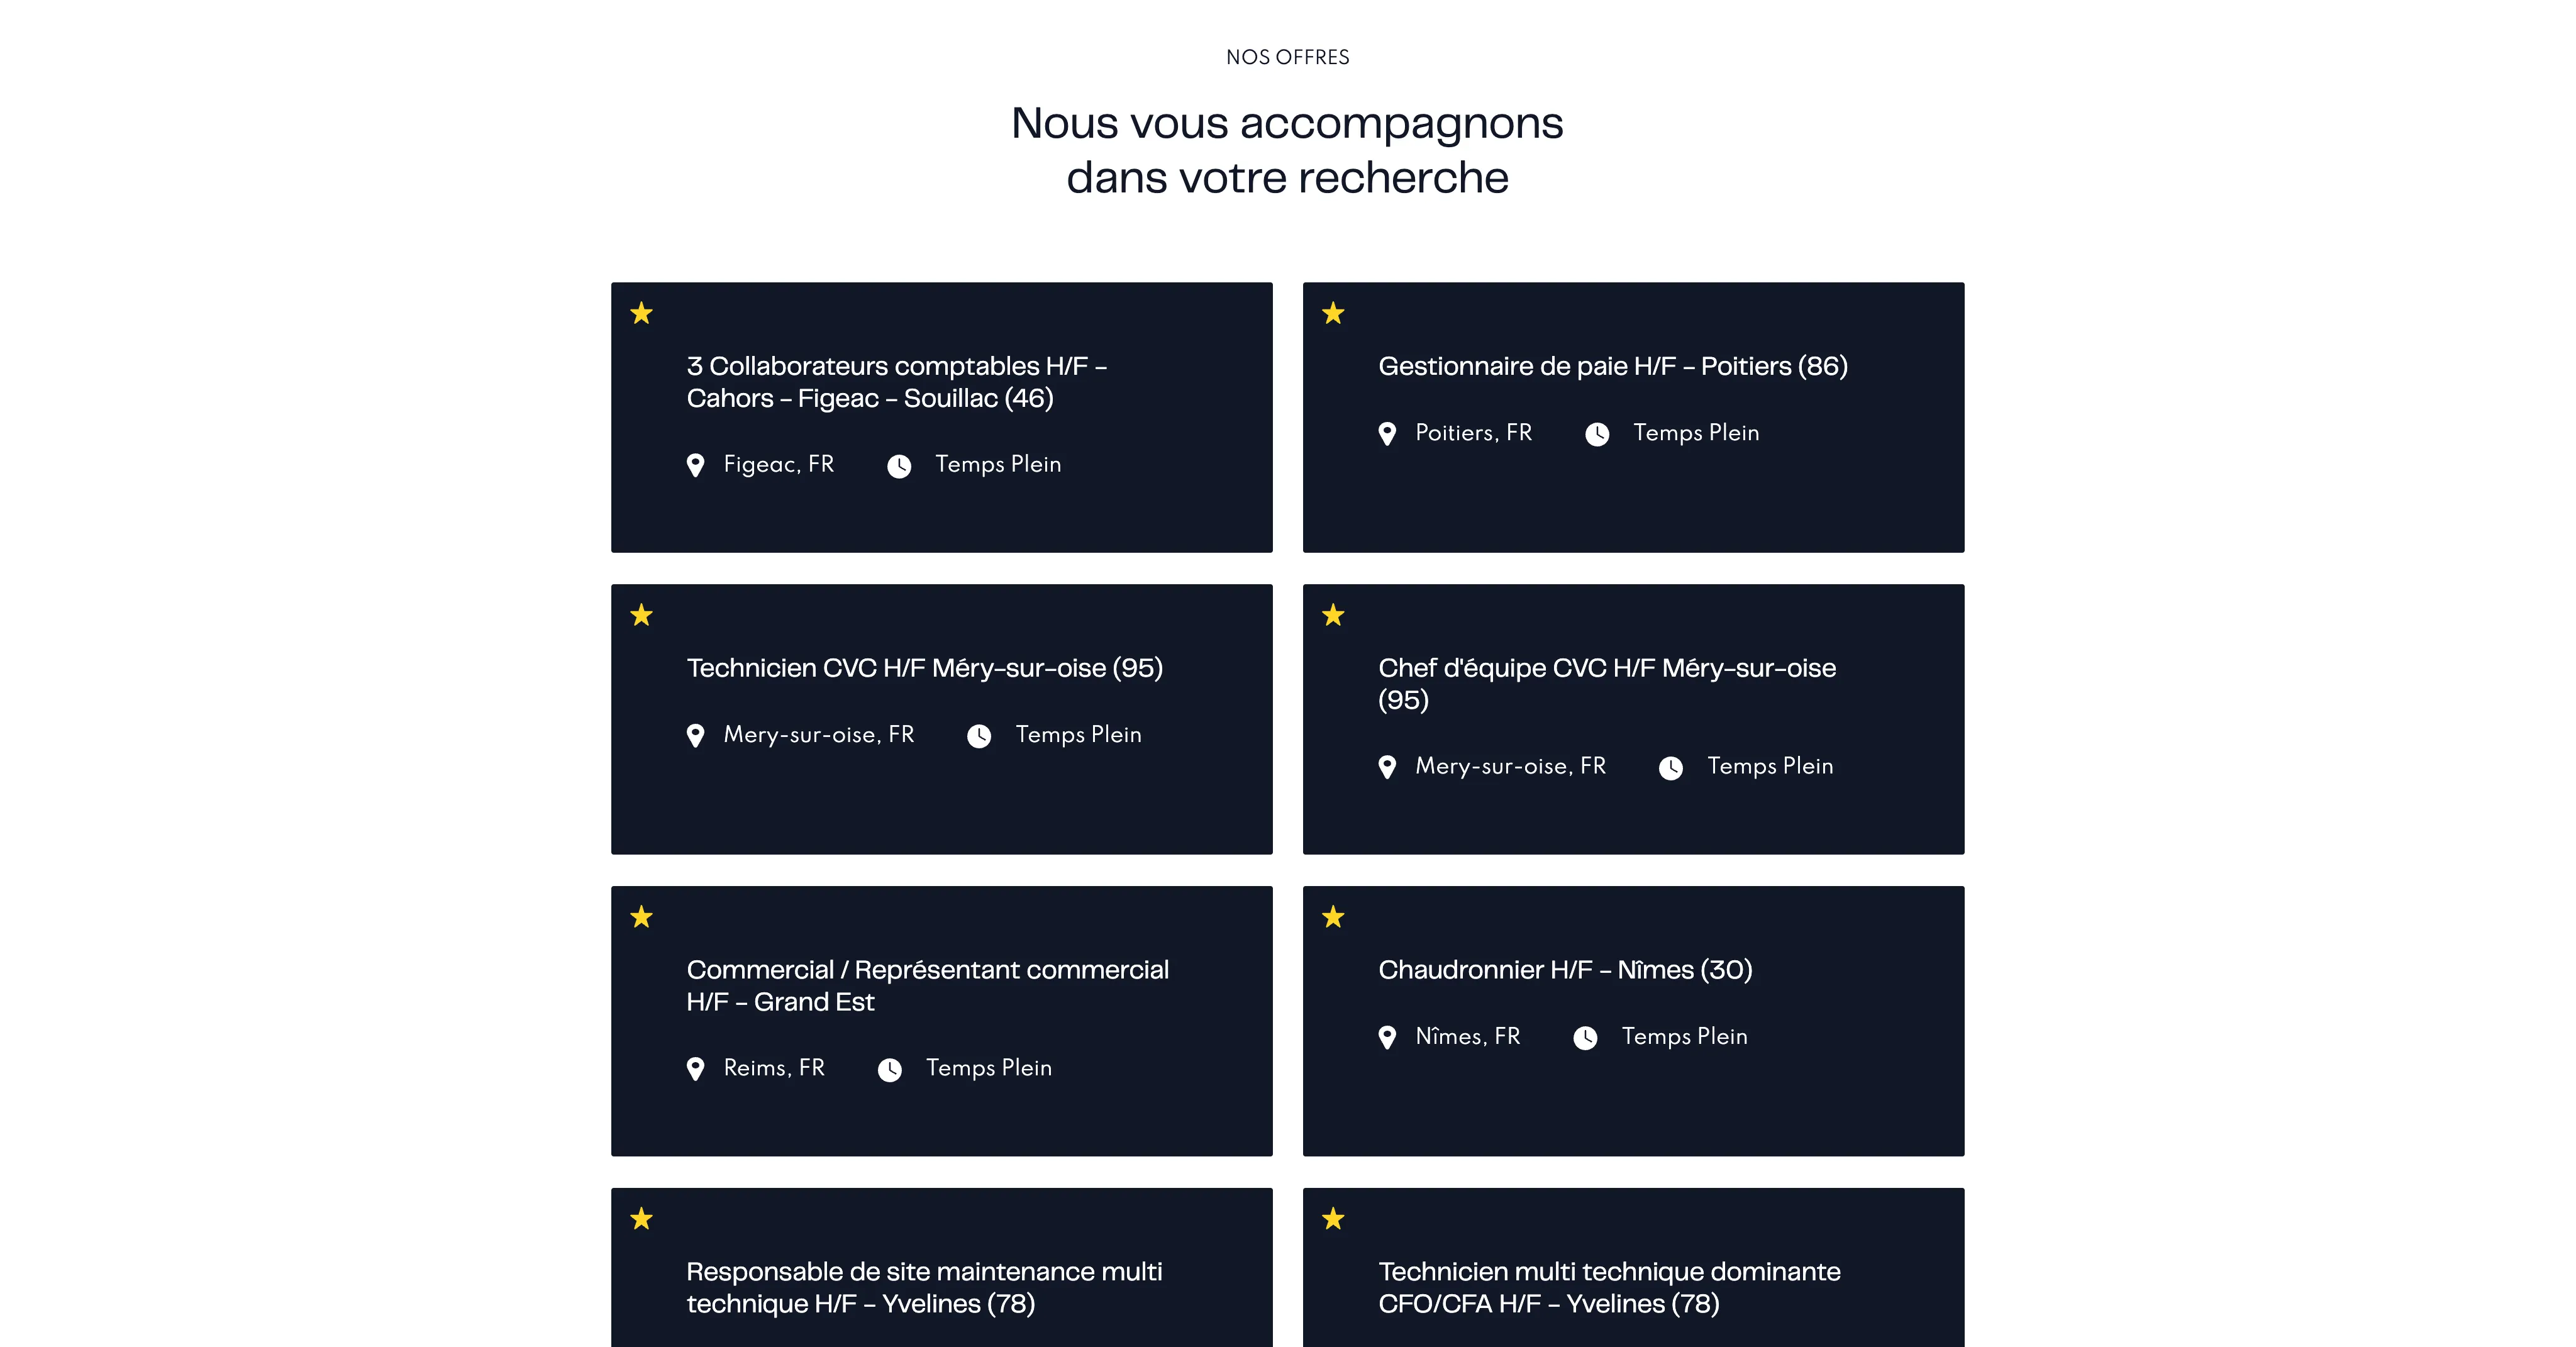 NOS OFFRES
Nous vous accompagnons
dans votre recherche
3 Collaborateurs comptables H/F –
Cahors – Figeac – Souillac (46)
Figeac, FR
Temps Plein
Gestionnaire de paie H/F – Poitiers (86)
Poitiers, FR
Temps Plein
Technicien CVC H/F Méry-sur-oise (95)
Mery-sur-oise, FR
Temps Plein
Chef d'équipe CVC H/F Méry-sur-oise
(95)
Mery-sur-oise, FR
Temps Plein
Commercial / Représentant commercial
H/F – Grand Est
Reims, FR
Temps Plein
Chaudronnier H/F – Nîmes (30)
Nîmes, FR
Temps Plein
Responsable de site maintenance multi
technique H/F – Yvelines (78)
Technicien multi technique dominante
CFO/CFA H/F – Yvelines (78)